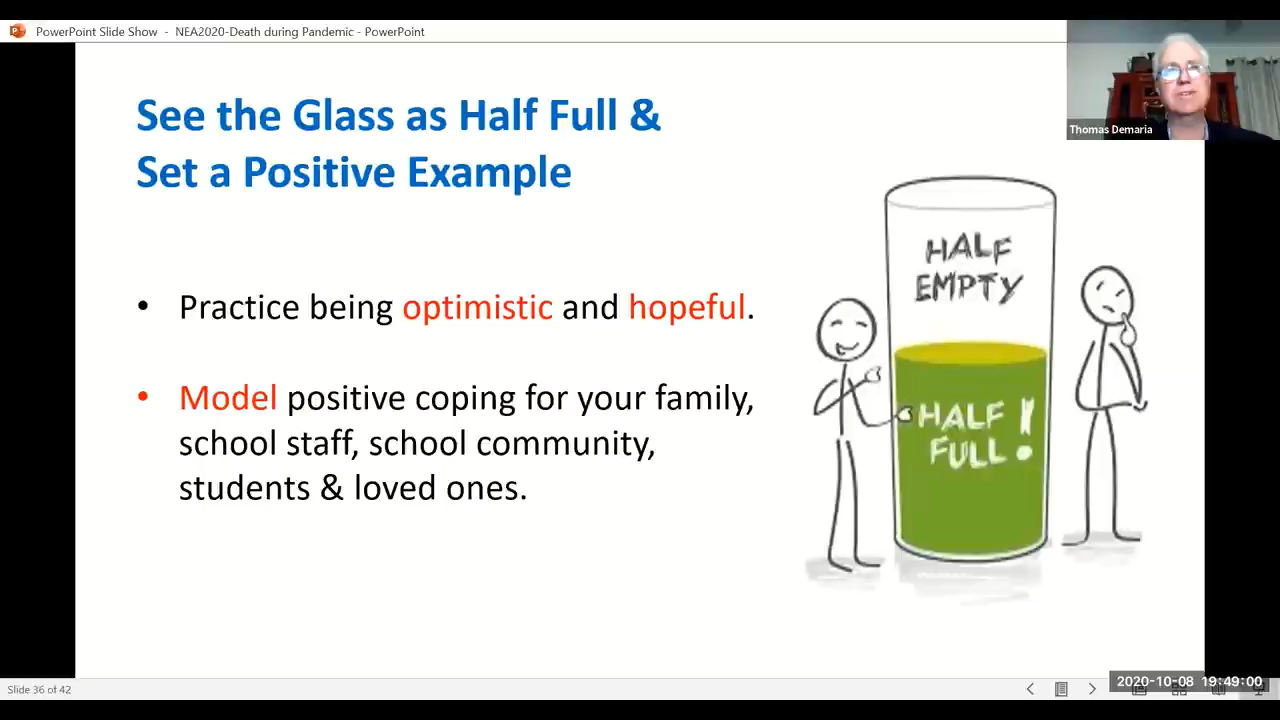 PowerPoint Slide Show - NEA2020-Death during Pandemic - PowerPoint
Thomas Demaria
See the Glass as Half Full &
Set a Positive Example
• Practice being optimistic and hopeful.
• Model positive coping for your family,
school staff, school community,
students & loved ones.
HALF
EMPTY
HALF
FULL!
Slide 36 of 42
2020-10-08 19:49:00